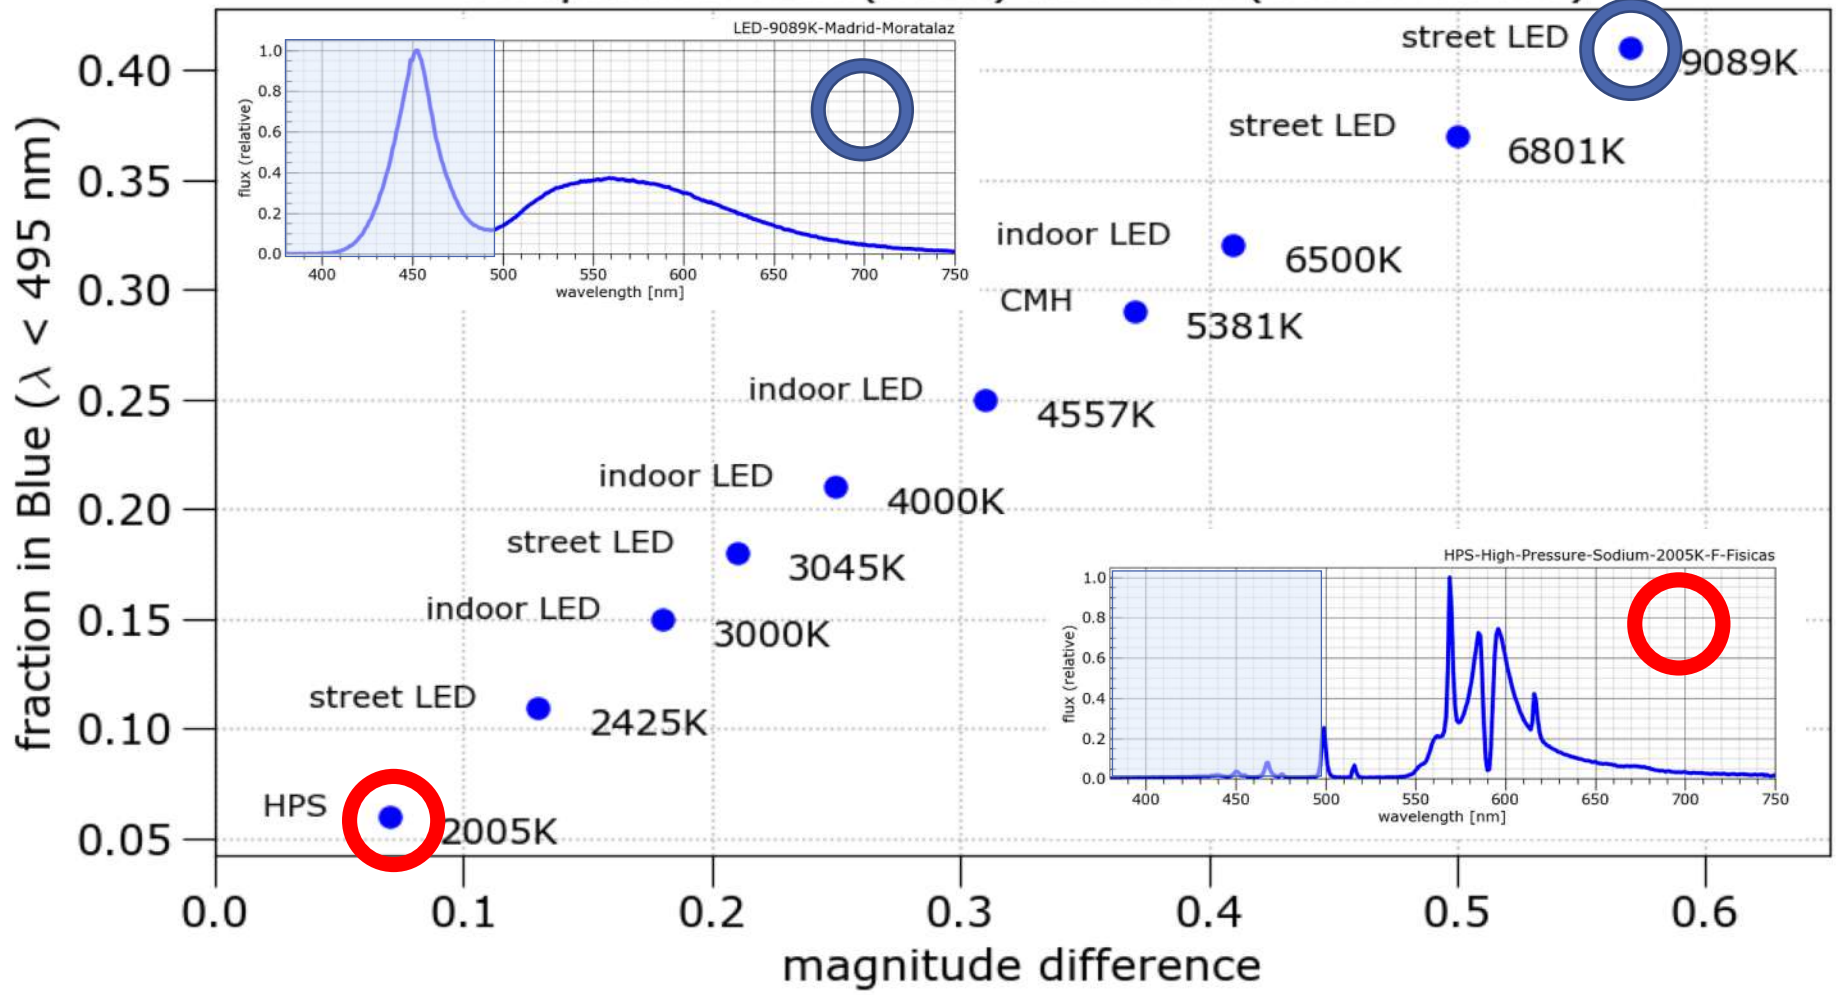 fraction in Blue (λ < 495 nm)
0.40
0.35
0.30
0.25
0.20
0.15
0.10
0.05
LED-9089K-Madrid-Moratalaz
flux (relative)
1.0
0.8
0.6
0.4
0.2
0.0
400 450 500 550 600 650 700 750
wavelength [nm]
street LED
9089K
street LED
6801K
indoor LED
6500K
CMH
5381K
indoor LED
4557K
indoor LED
4000K
street LED
3045K
indoor LED
3000K
street LED
2425K
HPS
2005K
HPS-High-Pressure-Sodium-2005K-F-Fisicas
flux (relative)
1.0
0.8
0.6
0.4
0.2
0.0
400 450 500 550 600 650 700 750
wavelength [nm]
0.0 0.1 0.2 0.3 0.4 0.5 0.6
magnitude difference